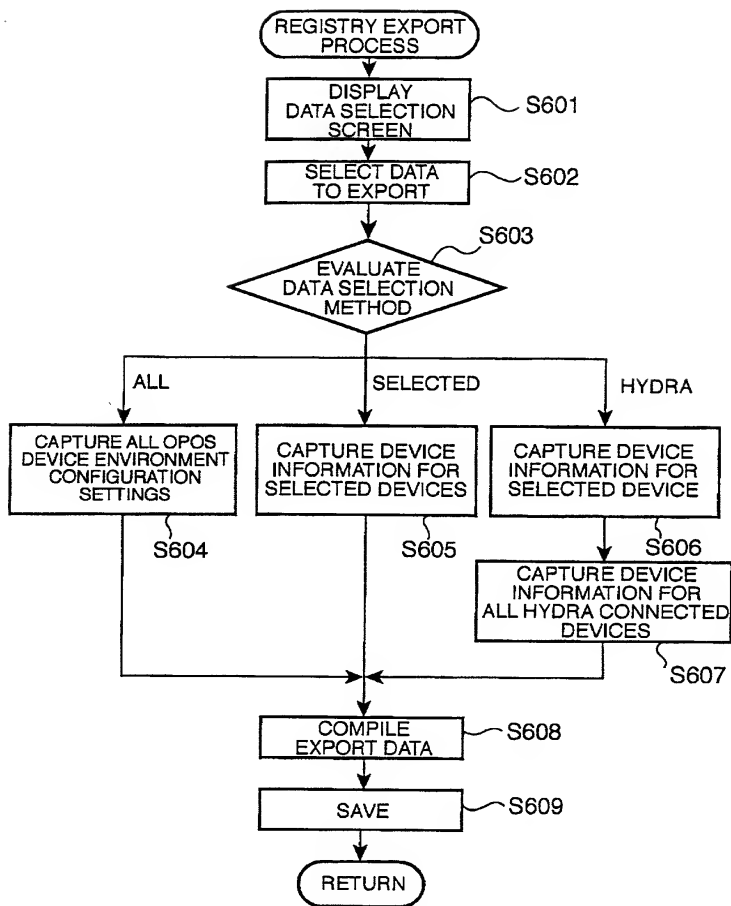 REGISTRY EXPORT
PROCESS
DISPLAY
DATA SELECTION
SCREEN
S601
SELECT DATA
TO EXPORT
S602
S603
EVALUATE
DATA SELECTION
METHOD
ALL
SELECTED
HYDRA
CAPTURE ALL OPOS
DEVICE ENVIRONMENT
CONFIGURATION
SETTINGS
S604
CAPTURE DEVICE
INFORMATION FOR
SELECTED DEVICES
S605
CAPTURE DEVICE
INFORMATION FOR
SELECTED DEVICE
S606
CAPTURE DEVICE
INFORMATION FOR
ALL HYDRA CONNECTED
DEVICES
S607
COMPILE
EXPORT DATA
S608
SAVE
S609
RETURN